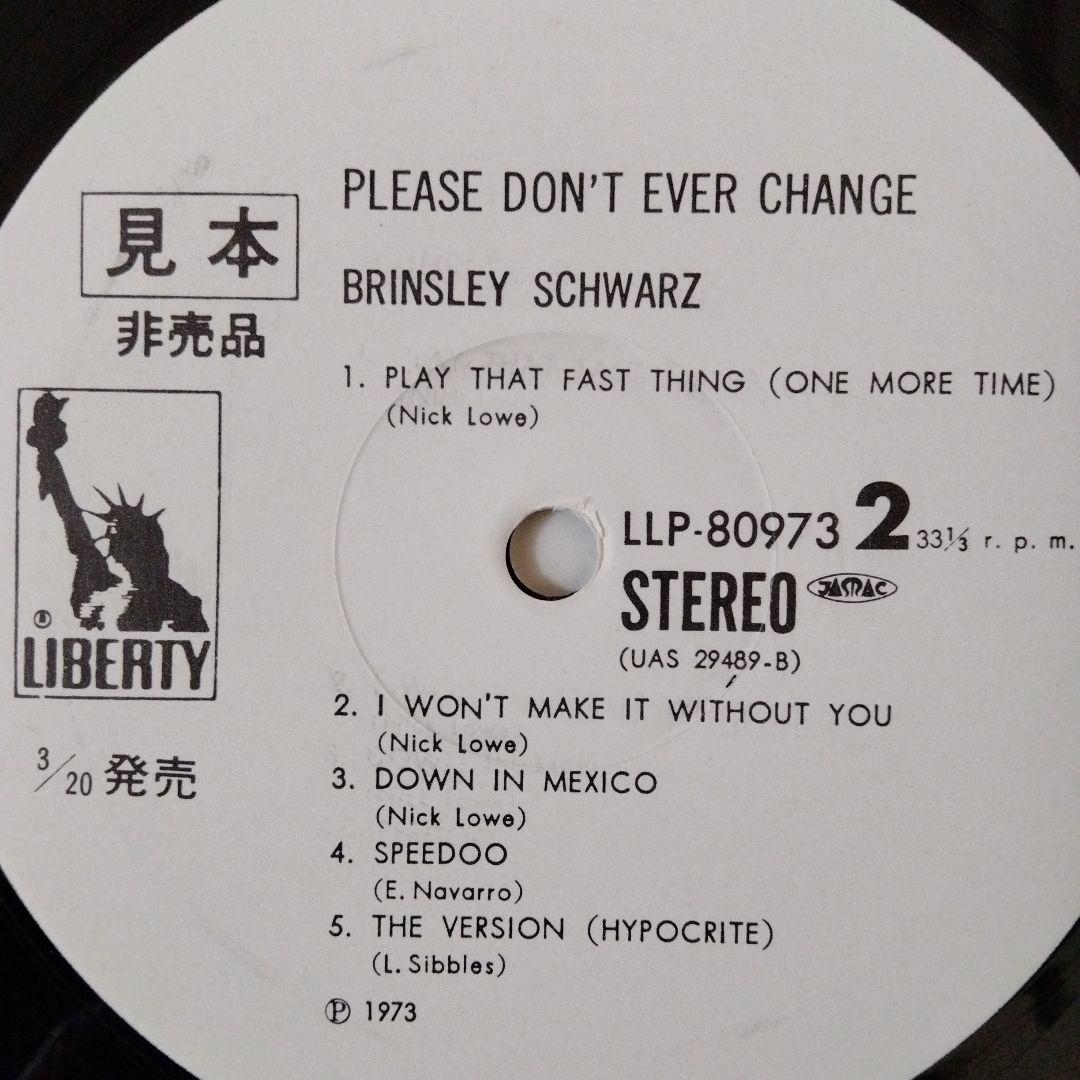 PLEASE DON'T EVER CHANGE
見本
BRINSLEY SCHWARZ
非売品
1. PLAY THAT FAST THING (ONE MORE TIME)
(Nick Lowe)
LLP-80973 2 33⅓ r. p. m.
STEREO JASRAC
(UAS 29489-B)
LIBERTY
2. I WON'T MAKE IT WITHOUT YOU
(Nick Lowe)
3/20 発売
3. DOWN IN MEXICO
(Nick Lowe)
4. SPEEDOO
(E. Navarro)
5. THE VERSION (HYPOCRITE)
(L. Sibbles)
Ⓟ 1973